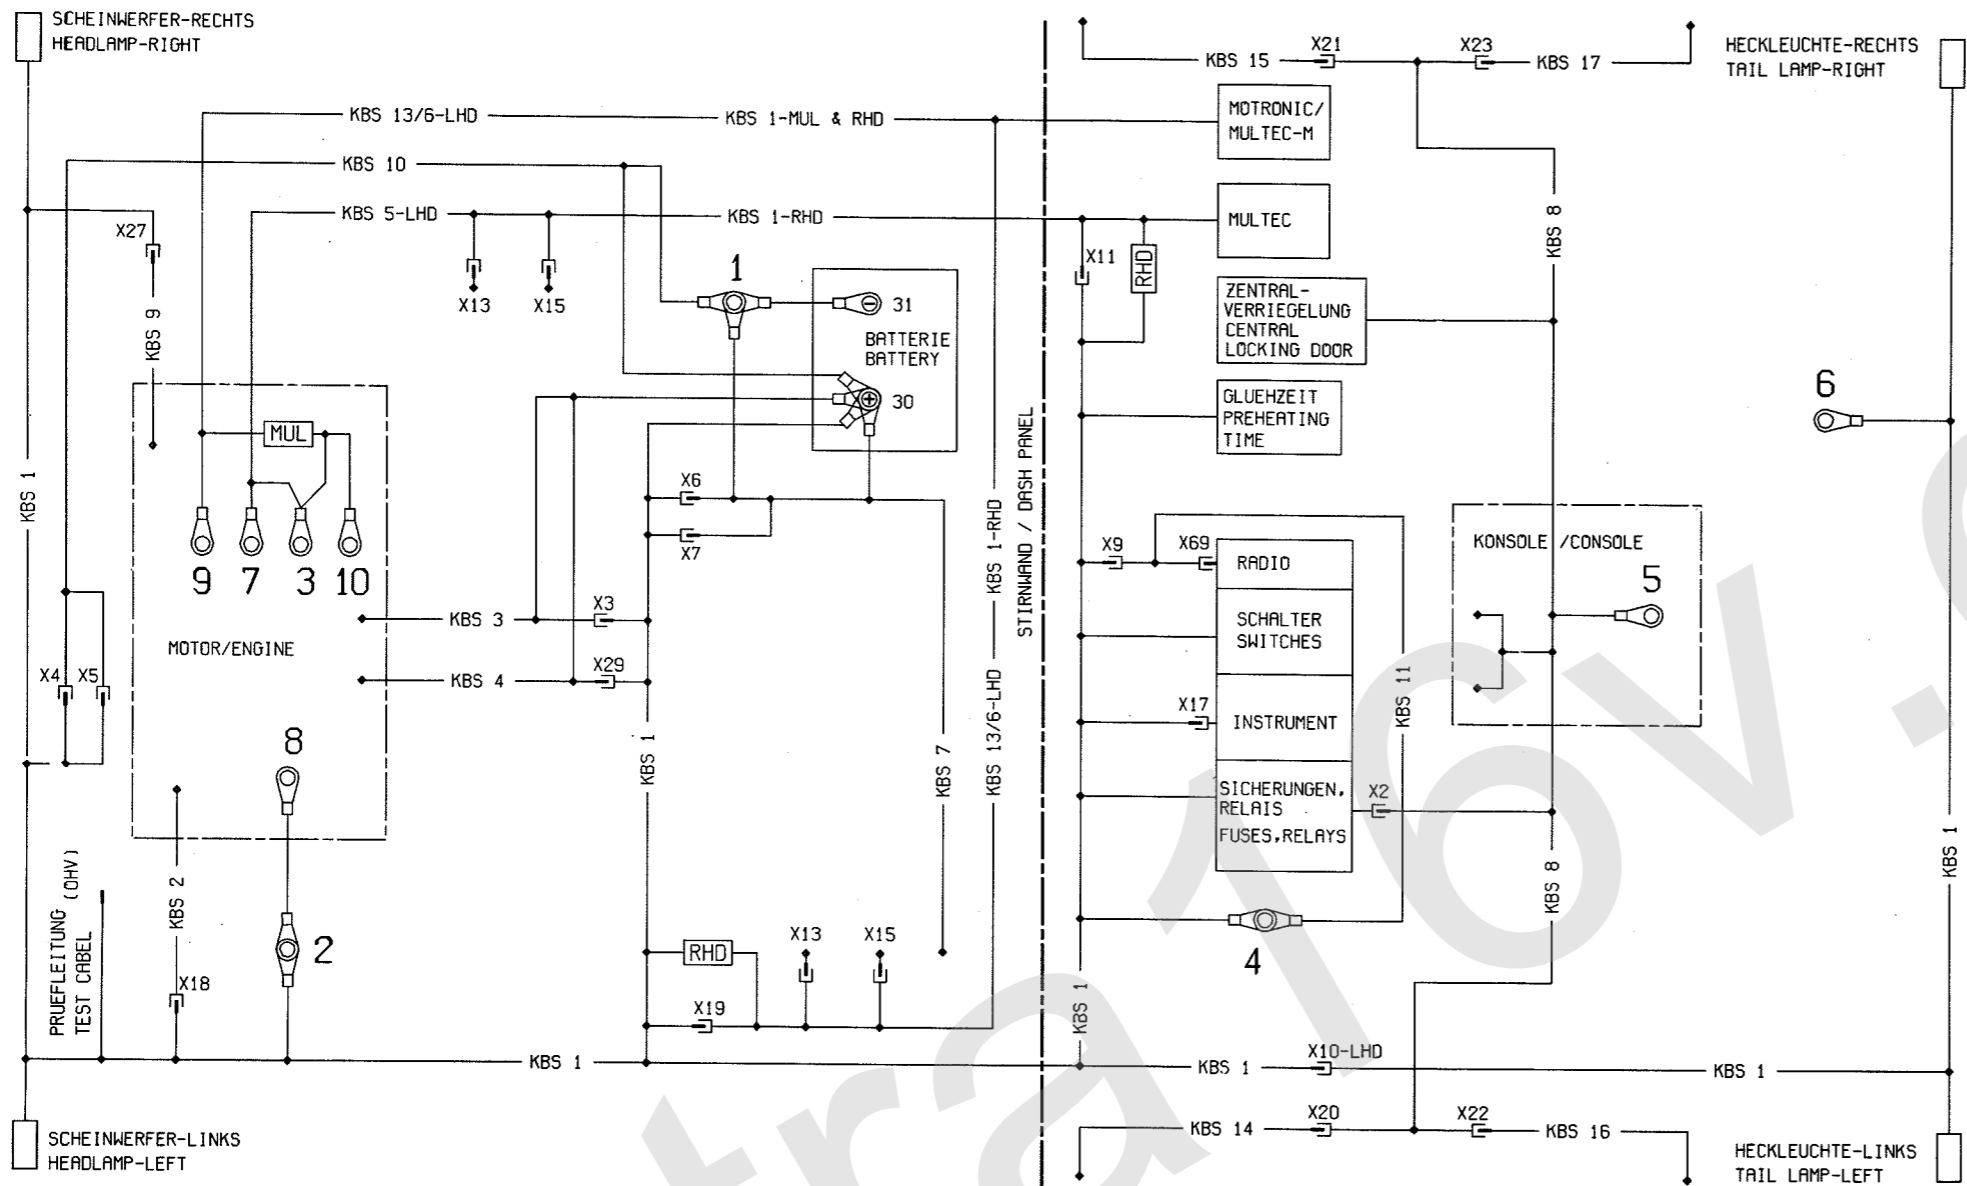 SCHEINWERFER-RECHTS
HEADLAMP-RIGHT
KBS 15
X21
X23
KBS 17
HECKLEUCHTE-RECHTS
TAIL LAMP-RIGHT
KBS 13/6-LHD
KBS 1-MUL & RHD
MOTRONIC/
MULTEC-M
KBS 10
KBS 5-LHD
KBS 1-RHD
MULTEC
KBS 8
X27
X13
X15
1
31
BATTERIE
BATTERY
30
X11
RHD
ZENTRAL-
VERRIEGELUNG
CENTRAL
LOCKING DOOR
KBS 9
GLUEHZEIT
PREHEATING
TIME
6
KBS 1
MUL
9
7
3
10
X6
X7
KBS 1-RHD
STIRNWAND / DASH PANEL
X9
X69
RADIO
KONSOLE /CONSOLE
5
MOTOR/ENGINE
KBS 3
X3
SCHALTER
SWITCHES
KBS 4
X29
X4
X5
KBS 13/6-LHD
KBS 11
X17
INSTRUMENT
8
KBS 1
KBS 7
SICHERUNGEN,
RELAIS
FUSES,RELAYS
X2
KBS 8
KBS 1
PRUEFLEITUNG (OHV)
TEST CABEL
KBS 2
X18
2
RHD
X13
X15
X19
4
KBS 1
KBS 1
KBS 1
X10-LHD
KBS 1
KBS 14
X20
X22
KBS 16
SCHEINWERFER-LINKS
HEADLAMP-LEFT
HECKLEUCHTE-LINKS
TAIL LAMP-LEFT
tra 16v.